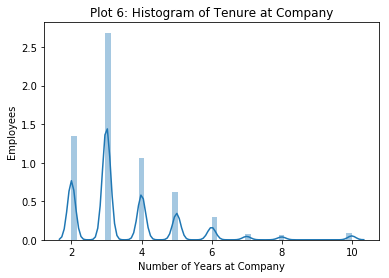 Plot 6: Histogram of Tenure at Company
Employees
2.5
2.0
1.5
1.0
0.5
0.0
2 4 6 8 10
Number of Years at Company